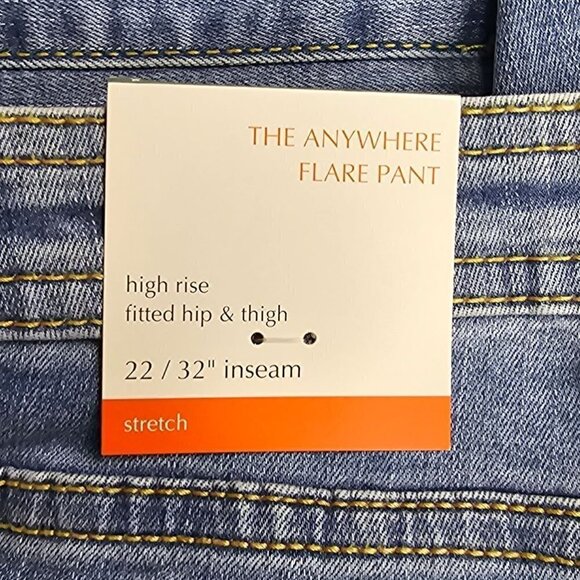 THE ANYWHERE
FLARE PANT
high rise
fitted hip & thigh
22 / 32" inseam
stretch